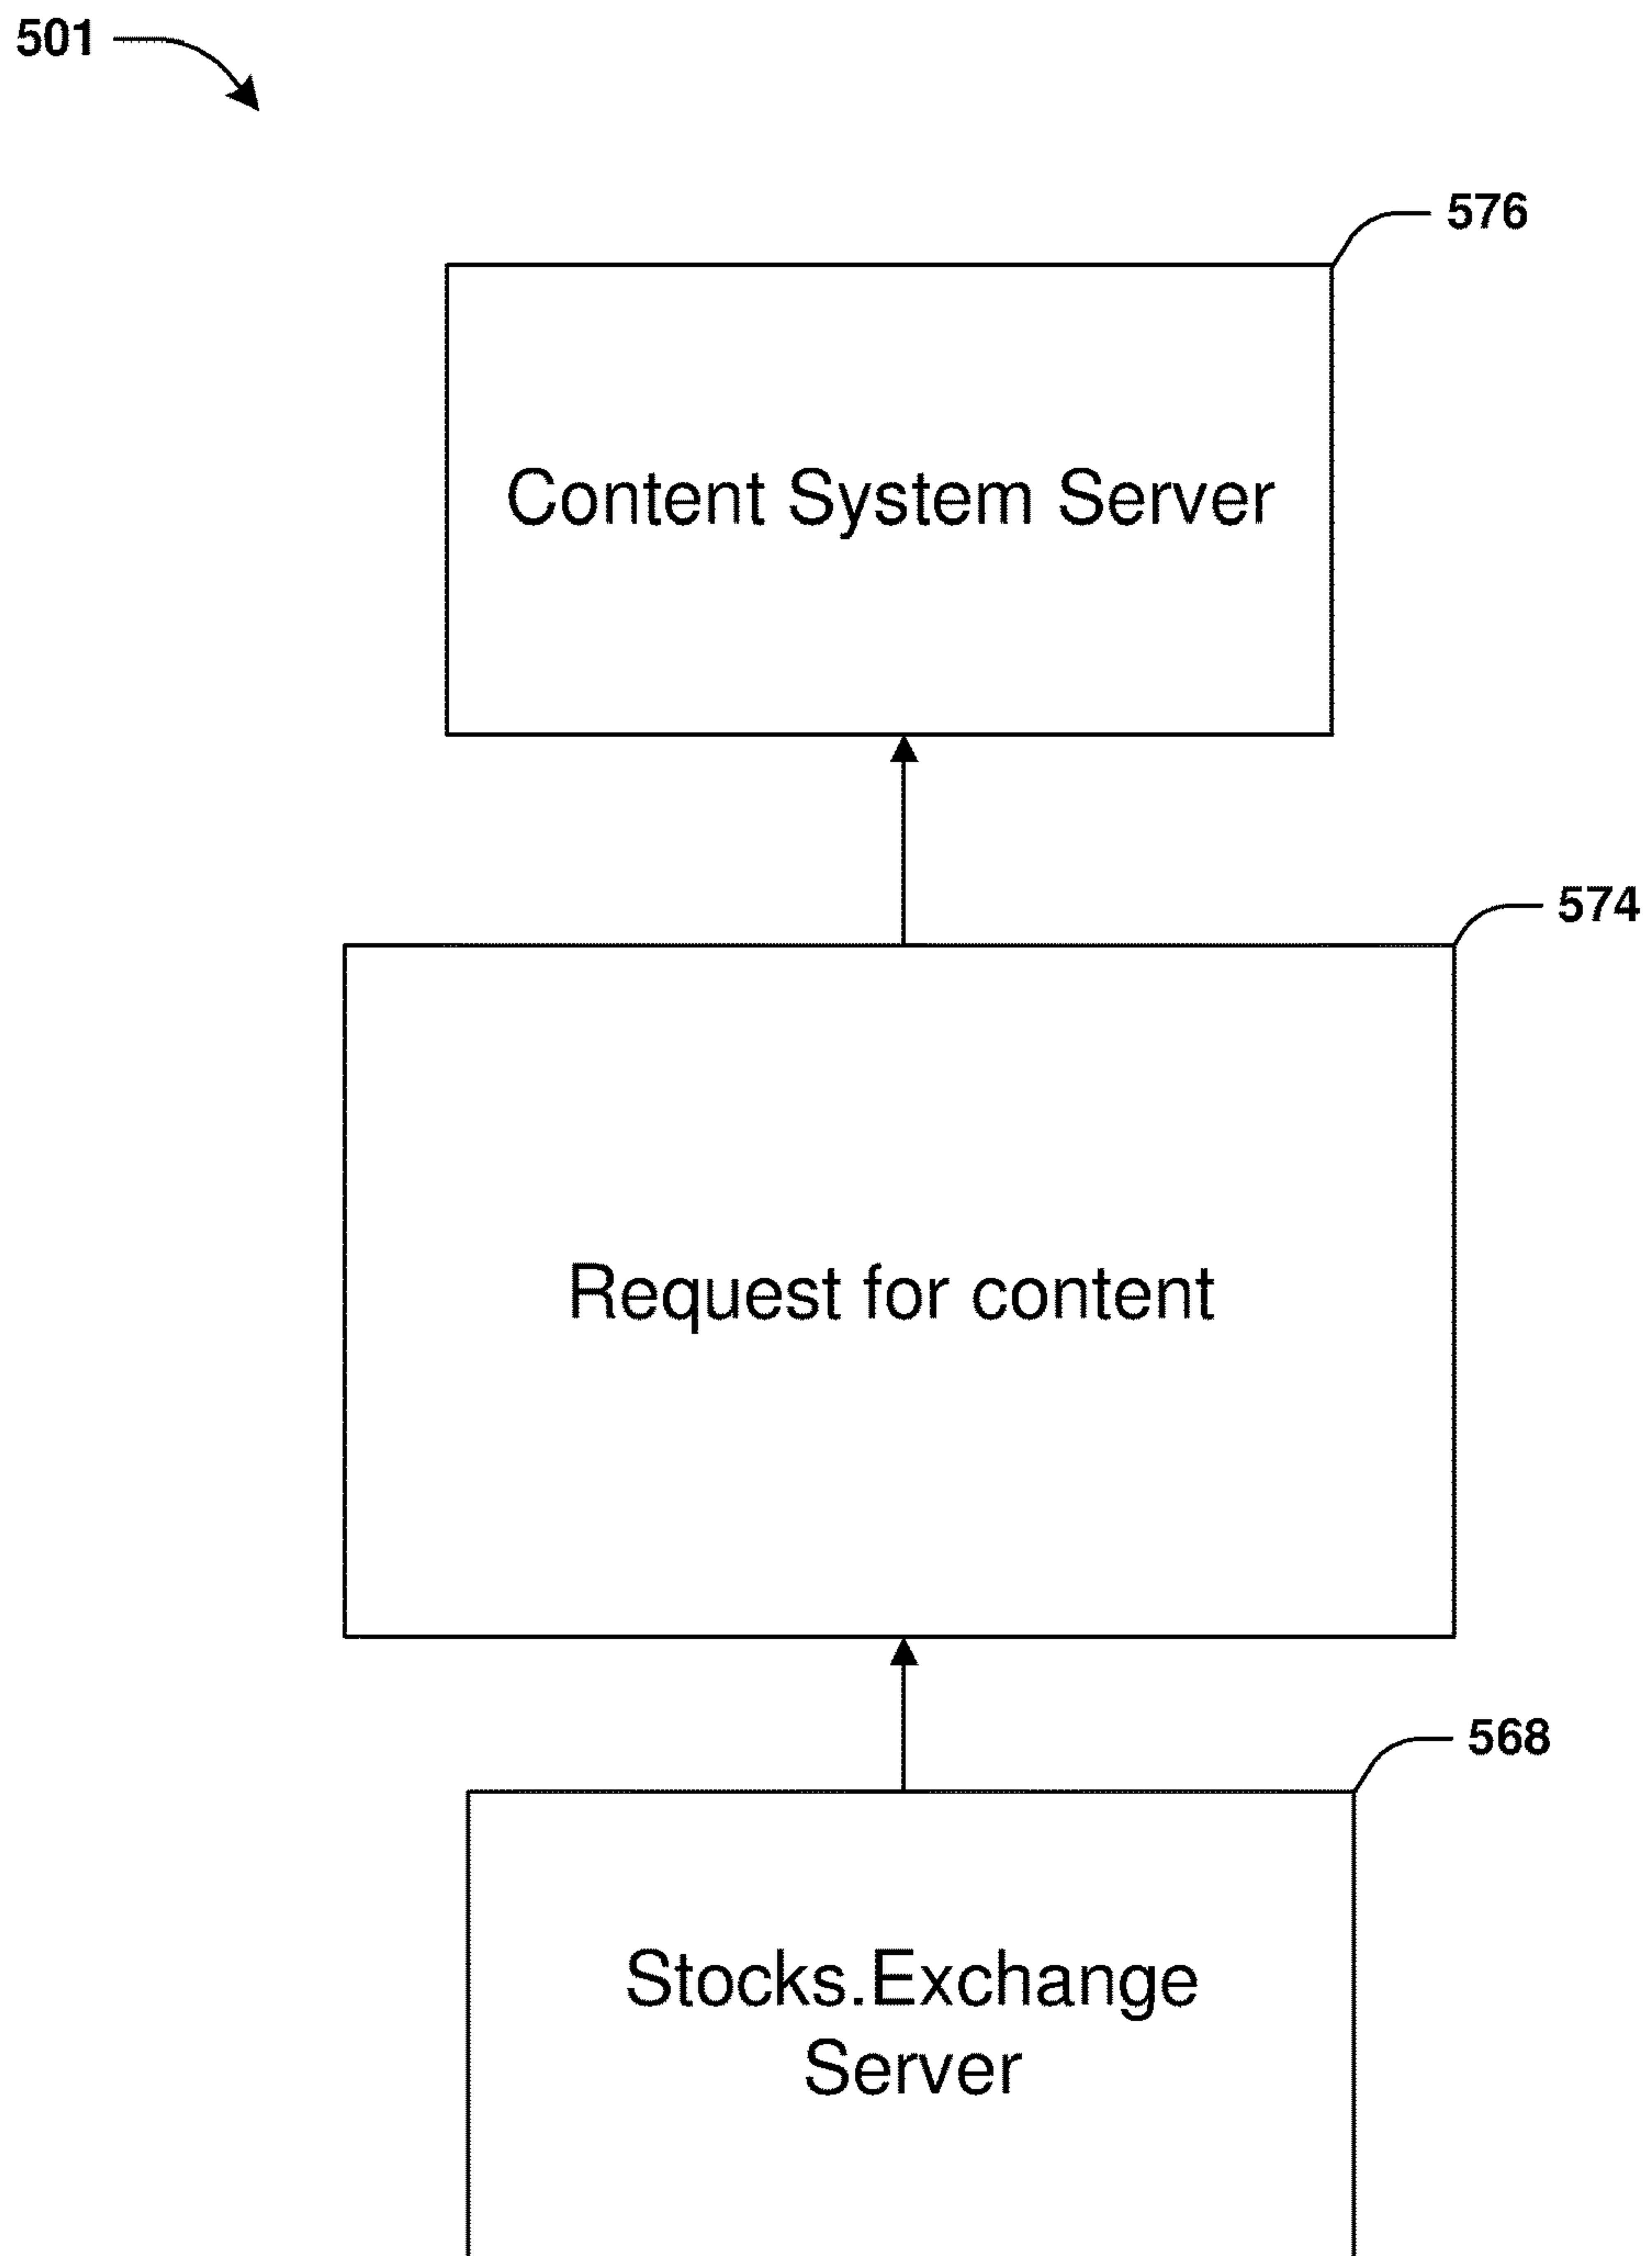 501
576
Content System Server
574
Request for content
568
Stocks.Exchange
Server